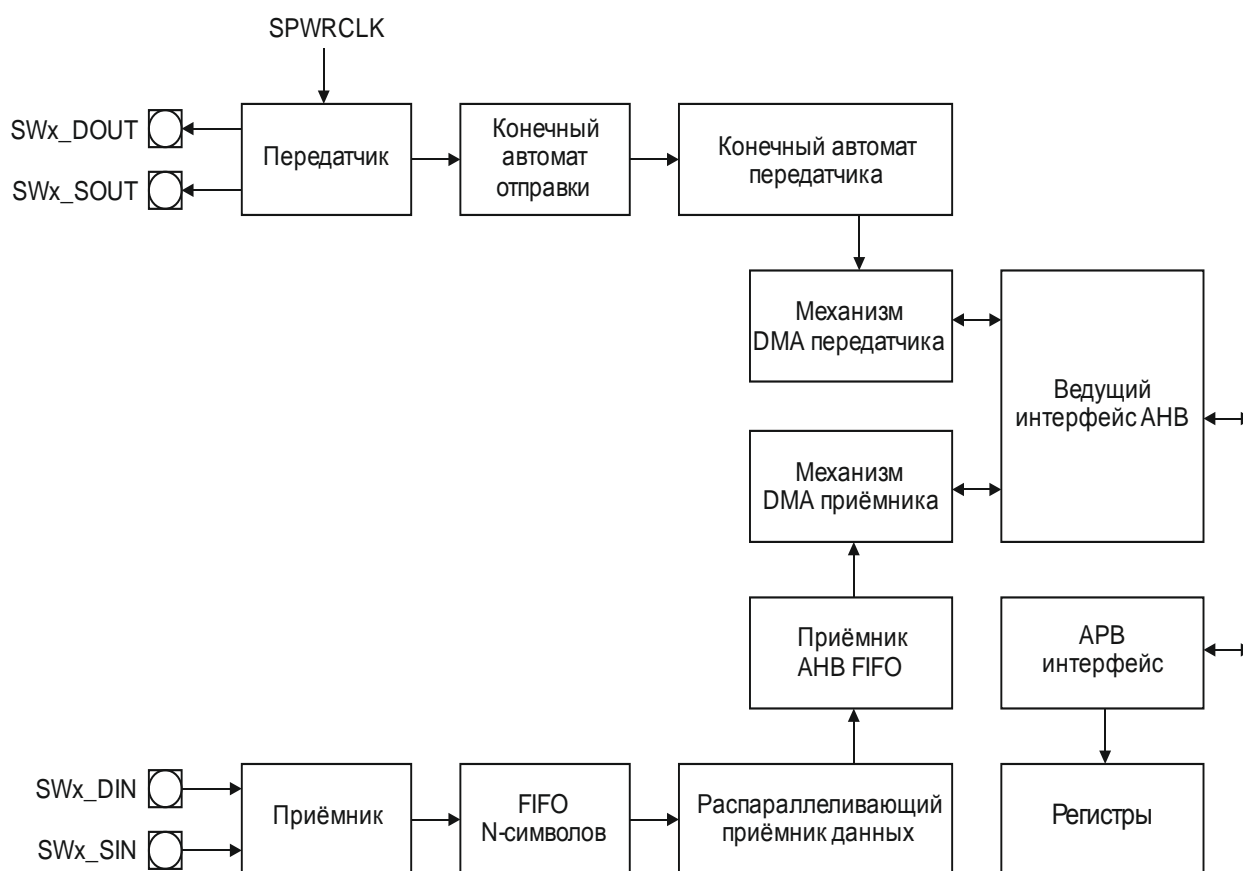 SPWRCLK
SWx_DOUT
SWx_SOUT
Передатчик
Конечный
автомат
отправки
Конечный автомат
передатчика
Механизм
DMA передатчика
Ведущий
интерфейс AHB
Механизм
DMA приёмника
Приёмник
AHB FIFO
APB
интерфейс
SWx_DIN
SWx_SIN
Приёмник
FIFO
N-символов
Распараллеливающий
приёмник данных
Регистры